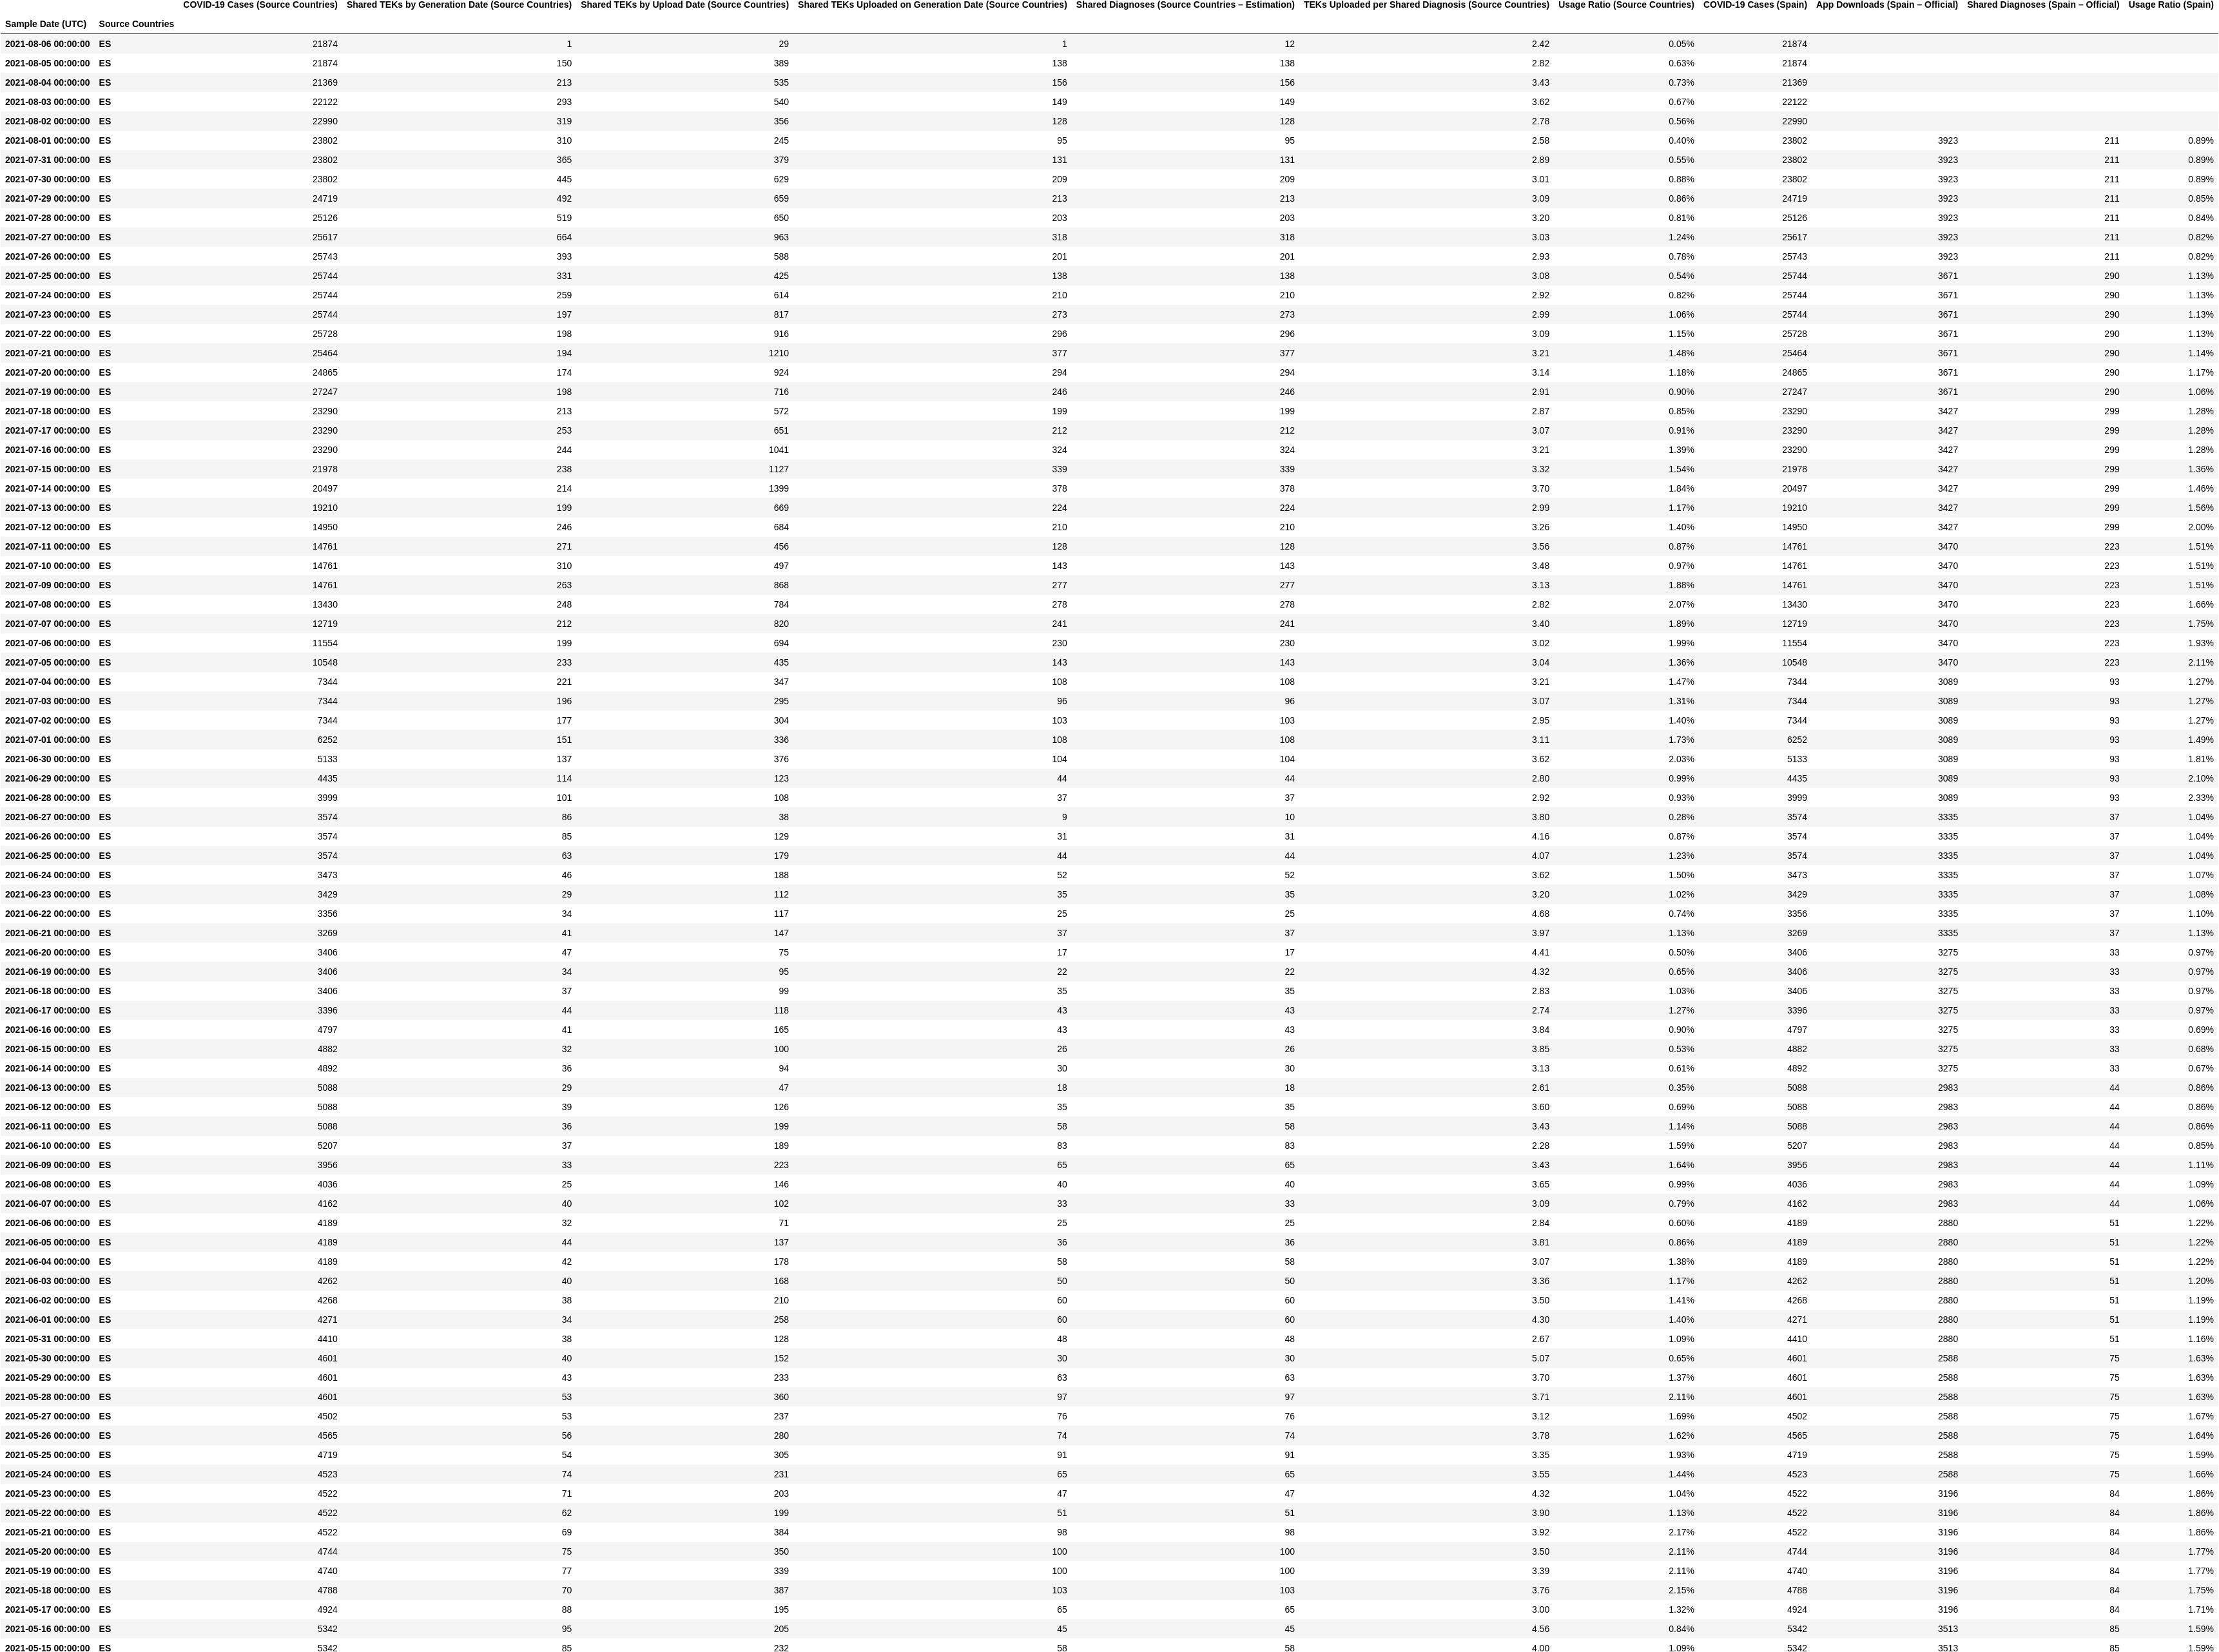 COVID-19 Cases (Source Countries) Shared TEKs by Generation Date (Source Countries) Shared TEKs by Upload Date (Source Countries) Shared TEKs Uploaded on Generation Date (Source Countries) Shared Diagnoses (Source Countries – Estimation) TEKs Uploaded per Shared Diagnosis (Source Countries) Usage Ratio (Source Countries) COVID-19 Cases (Spain) App Downloads (Spain – Official) Shared Diagnoses (Spain – Official) Usage Ratio (Spain)
Sample Date (UTC) Source Countries
2021-08-06 00:00:00 ES 21874 1 29 1 12 2.42 0.05% 21874
2021-08-05 00:00:00 ES 21874 150 389 138 138 2.82 0.63% 21874
2021-08-04 00:00:00 ES 21369 213 535 156 156 3.43 0.73% 21369
2021-08-03 00:00:00 ES 22122 293 540 149 149 3.62 0.67% 22122
2021-08-02 00:00:00 ES 22990 319 356 128 128 2.78 0.56% 22990
2021-08-01 00:00:00 ES 23802 310 245 95 95 2.58 0.40% 23802 3923 211 0.89%
2021-07-31 00:00:00 ES 23802 365 379 131 131 2.89 0.55% 23802 3923 211 0.89%
2021-07-30 00:00:00 ES 23802 445 629 209 209 3.01 0.88% 23802 3923 211 0.89%
2021-07-29 00:00:00 ES 24719 492 659 213 213 3.09 0.86% 24719 3923 211 0.85%
2021-07-28 00:00:00 ES 25126 519 650 203 203 3.20 0.81% 25126 3923 211 0.84%
2021-07-27 00:00:00 ES 25617 664 963 318 318 3.03 1.24% 25617 3923 211 0.82%
2021-07-26 00:00:00 ES 25743 393 588 201 201 2.93 0.78% 25743 3923 211 0.82%
2021-07-25 00:00:00 ES 25744 331 425 138 138 3.08 0.54% 25744 3671 290 1.13%
2021-07-24 00:00:00 ES 25744 259 614 210 210 2.92 0.82% 25744 3671 290 1.13%
2021-07-23 00:00:00 ES 25744 197 817 273 273 2.99 1.06% 25744 3671 290 1.13%
2021-07-22 00:00:00 ES 25728 198 916 296 296 3.09 1.15% 25728 3671 290 1.13%
2021-07-21 00:00:00 ES 25464 194 1210 377 377 3.21 1.48% 25464 3671 290 1.14%
2021-07-20 00:00:00 ES 24865 174 924 294 294 3.14 1.18% 24865 3671 290 1.17%
2021-07-19 00:00:00 ES 27247 198 716 246 246 2.91 0.90% 27247 3671 290 1.06%
2021-07-18 00:00:00 ES 23290 213 572 199 199 2.87 0.85% 23290 3427 299 1.28%
2021-07-17 00:00:00 ES 23290 253 651 212 212 3.07 0.91% 23290 3427 299 1.28%
2021-07-16 00:00:00 ES 23290 244 1041 324 324 3.21 1.39% 23290 3427 299 1.28%
2021-07-15 00:00:00 ES 21978 238 1127 339 339 3.32 1.54% 21978 3427 299 1.36%
2021-07-14 00:00:00 ES 20497 214 1399 378 378 3.70 1.84% 20497 3427 299 1.46%
2021-07-13 00:00:00 ES 19210 199 669 224 224 2.99 1.17% 19210 3427 299 1.56%
2021-07-12 00:00:00 ES 14950 246 684 210 210 3.26 1.40% 14950 3427 299 2.00%
2021-07-11 00:00:00 ES 14761 271 456 128 128 3.56 0.87% 14761 3470 223 1.51%
2021-07-10 00:00:00 ES 14761 310 497 143 143 3.48 0.97% 14761 3470 223 1.51%
2021-07-09 00:00:00 ES 14761 263 868 277 277 3.13 1.88% 14761 3470 223 1.51%
2021-07-08 00:00:00 ES 13430 248 784 278 278 2.82 2.07% 13430 3470 223 1.66%
2021-07-07 00:00:00 ES 12719 212 820 241 241 3.40 1.89% 12719 3470 223 1.75%
2021-07-06 00:00:00 ES 11554 199 694 230 230 3.02 1.99% 11554 3470 223 1.93%
2021-07-05 00:00:00 ES 10548 233 435 143 143 3.04 1.36% 10548 3470 223 2.11%
2021-07-04 00:00:00 ES 7344 221 347 108 108 3.21 1.47% 7344 3089 93 1.27%
2021-07-03 00:00:00 ES 7344 196 295 96 96 3.07 1.31% 7344 3089 93 1.27%
2021-07-02 00:00:00 ES 7344 177 304 103 103 2.95 1.40% 7344 3089 93 1.27%
2021-07-01 00:00:00 ES 6252 151 336 108 108 3.11 1.73% 6252 3089 93 1.49%
2021-06-30 00:00:00 ES 5133 137 376 104 104 3.62 2.03% 5133 3089 93 1.81%
2021-06-29 00:00:00 ES 4435 114 123 44 44 2.80 0.99% 4435 3089 93 2.10%
2021-06-28 00:00:00 ES 3999 101 108 37 37 2.92 0.93% 3999 3089 93 2.33%
2021-06-27 00:00:00 ES 3574 86 38 9 10 3.80 0.28% 3574 3335 37 1.04%
2021-06-26 00:00:00 ES 3574 85 129 31 31 4.16 0.87% 3574 3335 37 1.04%
2021-06-25 00:00:00 ES 3574 63 179 44 44 4.07 1.23% 3574 3335 37 1.04%
2021-06-24 00:00:00 ES 3473 46 188 52 52 3.62 1.50% 3473 3335 37 1.07%
2021-06-23 00:00:00 ES 3429 29 112 35 35 3.20 1.02% 3429 3335 37 1.08%
2021-06-22 00:00:00 ES 3356 34 117 25 25 4.68 0.74% 3356 3335 37 1.10%
2021-06-21 00:00:00 ES 3269 41 147 37 37 3.97 1.13% 3269 3335 37 1.13%
2021-06-20 00:00:00 ES 3406 47 75 17 17 4.41 0.50% 3406 3275 33 0.97%
2021-06-19 00:00:00 ES 3406 34 95 22 22 4.32 0.65% 3406 3275 33 0.97%
2021-06-18 00:00:00 ES 3406 37 99 35 35 2.83 1.03% 3406 3275 33 0.97%
2021-06-17 00:00:00 ES 3396 44 118 43 43 2.74 1.27% 3396 3275 33 0.97%
2021-06-16 00:00:00 ES 4797 41 165 43 43 3.84 0.90% 4797 3275 33 0.69%
2021-06-15 00:00:00 ES 4882 32 100 26 26 3.85 0.53% 4882 3275 33 0.68%
2021-06-14 00:00:00 ES 4892 36 94 30 30 3.13 0.61% 4892 3275 33 0.67%
2021-06-13 00:00:00 ES 5088 29 47 18 18 2.61 0.35% 5088 2983 44 0.86%
2021-06-12 00:00:00 ES 5088 39 126 35 35 3.60 0.69% 5088 2983 44 0.86%
2021-06-11 00:00:00 ES 5088 36 199 58 58 3.43 1.14% 5088 2983 44 0.86%
2021-06-10 00:00:00 ES 5207 37 189 83 83 2.28 1.59% 5207 2983 44 0.85%
2021-06-09 00:00:00 ES 3956 33 223 65 65 3.43 1.64% 3956 2983 44 1.11%
2021-06-08 00:00:00 ES 4036 25 146 40 40 3.65 0.99% 4036 2983 44 1.09%
2021-06-07 00:00:00 ES 4162 40 102 33 33 3.09 0.79% 4162 2983 44 1.06%
2021-06-06 00:00:00 ES 4189 32 71 25 25 2.84 0.60% 4189 2880 51 1.22%
2021-06-05 00:00:00 ES 4189 44 137 36 36 3.81 0.86% 4189 2880 51 1.22%
2021-06-04 00:00:00 ES 4189 42 178 58 58 3.07 1.38% 4189 2880 51 1.22%
2021-06-03 00:00:00 ES 4262 40 168 50 50 3.36 1.17% 4262 2880 51 1.20%
2021-06-02 00:00:00 ES 4268 38 210 60 60 3.50 1.41% 4268 2880 51 1.19%
2021-06-01 00:00:00 ES 4271 34 258 60 60 4.30 1.40% 4271 2880 51 1.19%
2021-05-31 00:00:00 ES 4410 38 128 48 48 2.67 1.09% 4410 2880 51 1.16%
2021-05-30 00:00:00 ES 4601 40 152 30 30 5.07 0.65% 4601 2588 75 1.63%
2021-05-29 00:00:00 ES 4601 43 233 63 63 3.70 1.37% 4601 2588 75 1.63%
2021-05-28 00:00:00 ES 4601 53 360 97 97 3.71 2.11% 4601 2588 75 1.63%
2021-05-27 00:00:00 ES 4502 53 237 76 76 3.12 1.69% 4502 2588 75 1.67%
2021-05-26 00:00:00 ES 4565 56 280 74 74 3.78 1.62% 4565 2588 75 1.64%
2021-05-25 00:00:00 ES 4719 54 305 91 91 3.35 1.93% 4719 2588 75 1.59%
2021-05-24 00:00:00 ES 4523 74 231 65 65 3.55 1.44% 4523 2588 75 1.66%
2021-05-23 00:00:00 ES 4522 71 203 47 47 4.32 1.04% 4522 3196 84 1.86%
2021-05-22 00:00:00 ES 4522 62 199 51 51 3.90 1.13% 4522 3196 84 1.86%
2021-05-21 00:00:00 ES 4522 69 384 98 98 3.92 2.17% 4522 3196 84 1.86%
2021-05-20 00:00:00 ES 4744 75 350 100 100 3.50 2.11% 4744 3196 84 1.77%
2021-05-19 00:00:00 ES 4740 77 339 100 100 3.39 2.11% 4740 3196 84 1.77%
2021-05-18 00:00:00 ES 4788 70 387 103 103 3.76 2.15% 4788 3196 84 1.75%
2021-05-17 00:00:00 ES 4924 88 195 65 65 3.00 1.32% 4924 3196 84 1.71%
2021-05-16 00:00:00 ES 5342 95 205 45 45 4.56 0.84% 5342 3513 85 1.59%
2021-05-15 00:00:00 ES 5342 85 232 58 58 4.00 1.09% 5342 3513 85 1.59%